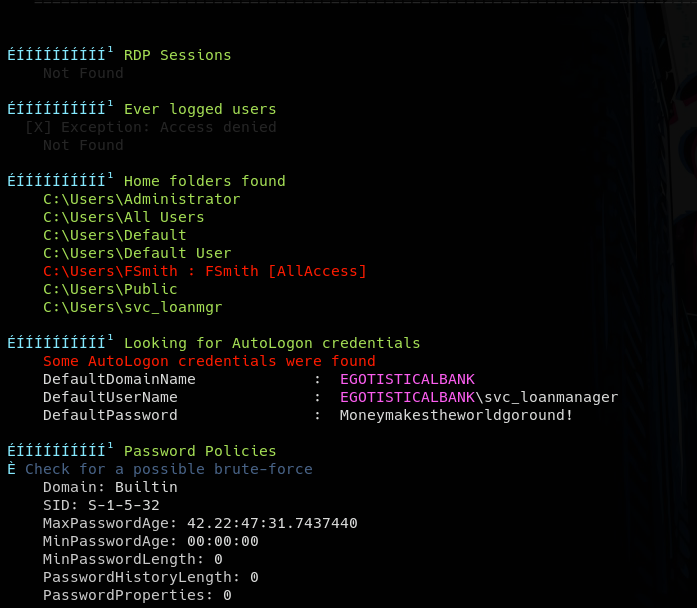 ÉÍÍÍÍÍÍÍÍÍÍ¹ RDP Sessions
Not Found
ÉÍÍÍÍÍÍÍÍÍÍ¹ Ever logged users
[X] Exception: Access denied
Not Found
ÉÍÍÍÍÍÍÍÍÍÍ¹ Home folders found
C:\Users\Administrator
C:\Users\All Users
C:\Users\Default
C:\Users\Default User
C:\Users\FSmith : FSmith [AllAccess]
C:\Users\Public
C:\Users\svc_loanmgr
ÉÍÍÍÍÍÍÍÍÍÍ¹ Looking for AutoLogon credentials
Some AutoLogon credentials were found
DefaultDomainName : EGOTISTICALBANK
DefaultUserName : EGOTISTICALBANK\svc_loanmanager
DefaultPassword : Moneymakestheworldgoround!
ÉÍÍÍÍÍÍÍÍÍÍ¹ Password Policies
È Check for a possible brute-force
Domain: Builtin
SID: S-1-5-32
MaxPasswordAge: 42.22:47:31.7437440
MinPasswordAge: 00:00:00
MinPasswordLength: 0
PasswordHistoryLength: 0
PasswordProperties: 0